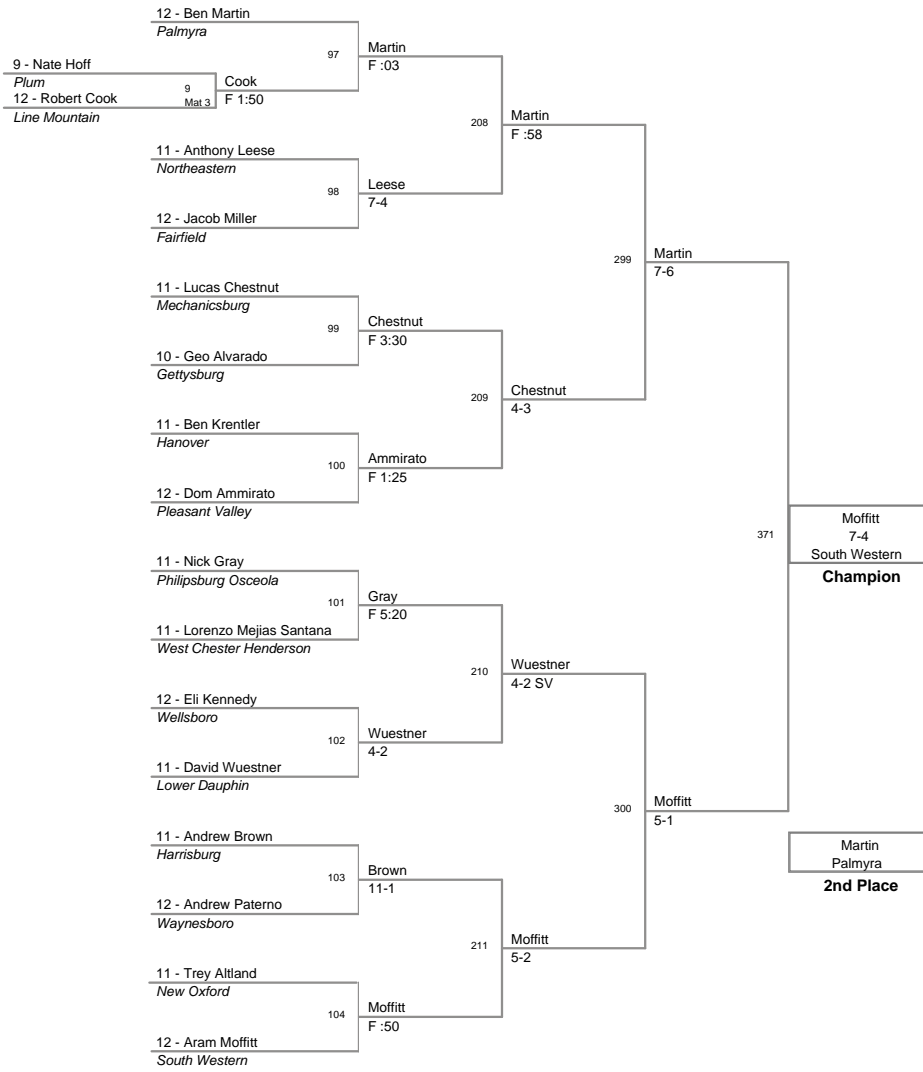 12 - Ben Martin
Palmyra
97
Martin
F :03
9 - Nate Hoff
Plum
9
Mat 3
12 - Robert Cook
Line Mountain
Cook
F 1:50
208
Martin
F :58
11 - Anthony Leese
Northeastern
98
Leese
7-4
12 - Jacob Miller
Fairfield
299
Martin
7-6
11 - Lucas Chestnut
Mechanicsburg
99
Chestnut
F 3:30
10 - Geo Alvarado
Gettysburg
209
Chestnut
4-3
11 - Ben Krentler
Hanover
100
Ammirato
F 1:25
12 - Dom Ammirato
Pleasant Valley
371
Moffitt
7-4
South Western
Champion
11 - Nick Gray
Philipsburg Osceola
101
Gray
F 5:20
11 - Lorenzo Mejias Santana
West Chester Henderson
210
Wuestner
4-2 SV
12 - Eli Kennedy
Wellsboro
102
Wuestner
4-2
11 - David Wuestner
Lower Dauphin
300
Moffitt
5-1
11 - Andrew Brown
Harrisburg
103
Brown
11-1
12 - Andrew Paterno
Waynesboro
Martin
Palmyra
2nd Place
211
Moffitt
5-2
11 - Trey Altland
New Oxford
104
Moffitt
F :50
12 - Aram Moffitt
South Western